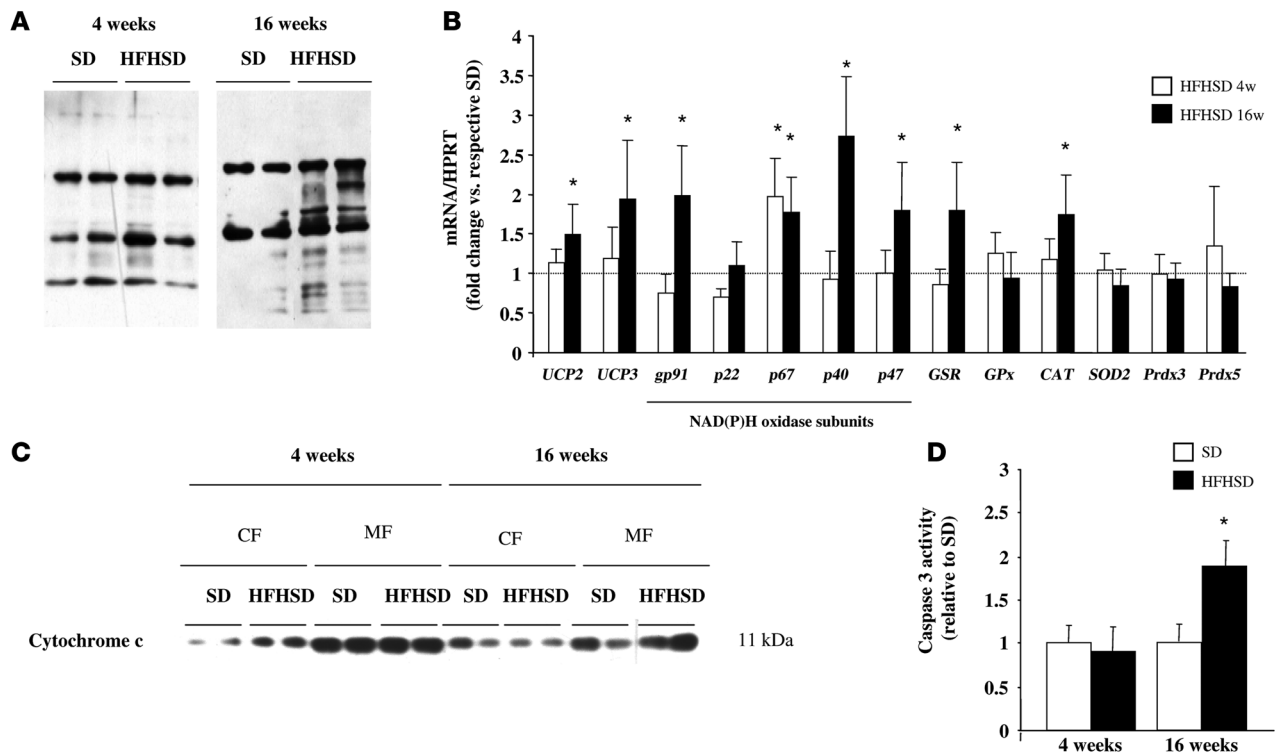 A
4 weeks
16 weeks
SD
HFHSD
SD
HFHSD
B
mRNA/HPRT
(fold change vs. respective SD)
4
3.5
3
2.5
2
1.5
1
0.5
0
* * * * * * * * *
HFHSD 4w
HFHSD 16w
UCP2 UCP3 gp91 p22 p67 p40 p47 GSR GPx CAT SOD2 Prdx3 Prdx5
NAD(P)H oxidase subunits
C
4 weeks
16 weeks
CF
MF
CF
MF
SD HFHSD SD HFHSD SD HFHSD SD HFHSD
Cytochrome c
11 kDa
D
SD
HFHSD
Caspase 3 activity
(relative to SD)
3
2.5
2
1.5
1
0.5
0
*
4 weeks
16 weeks